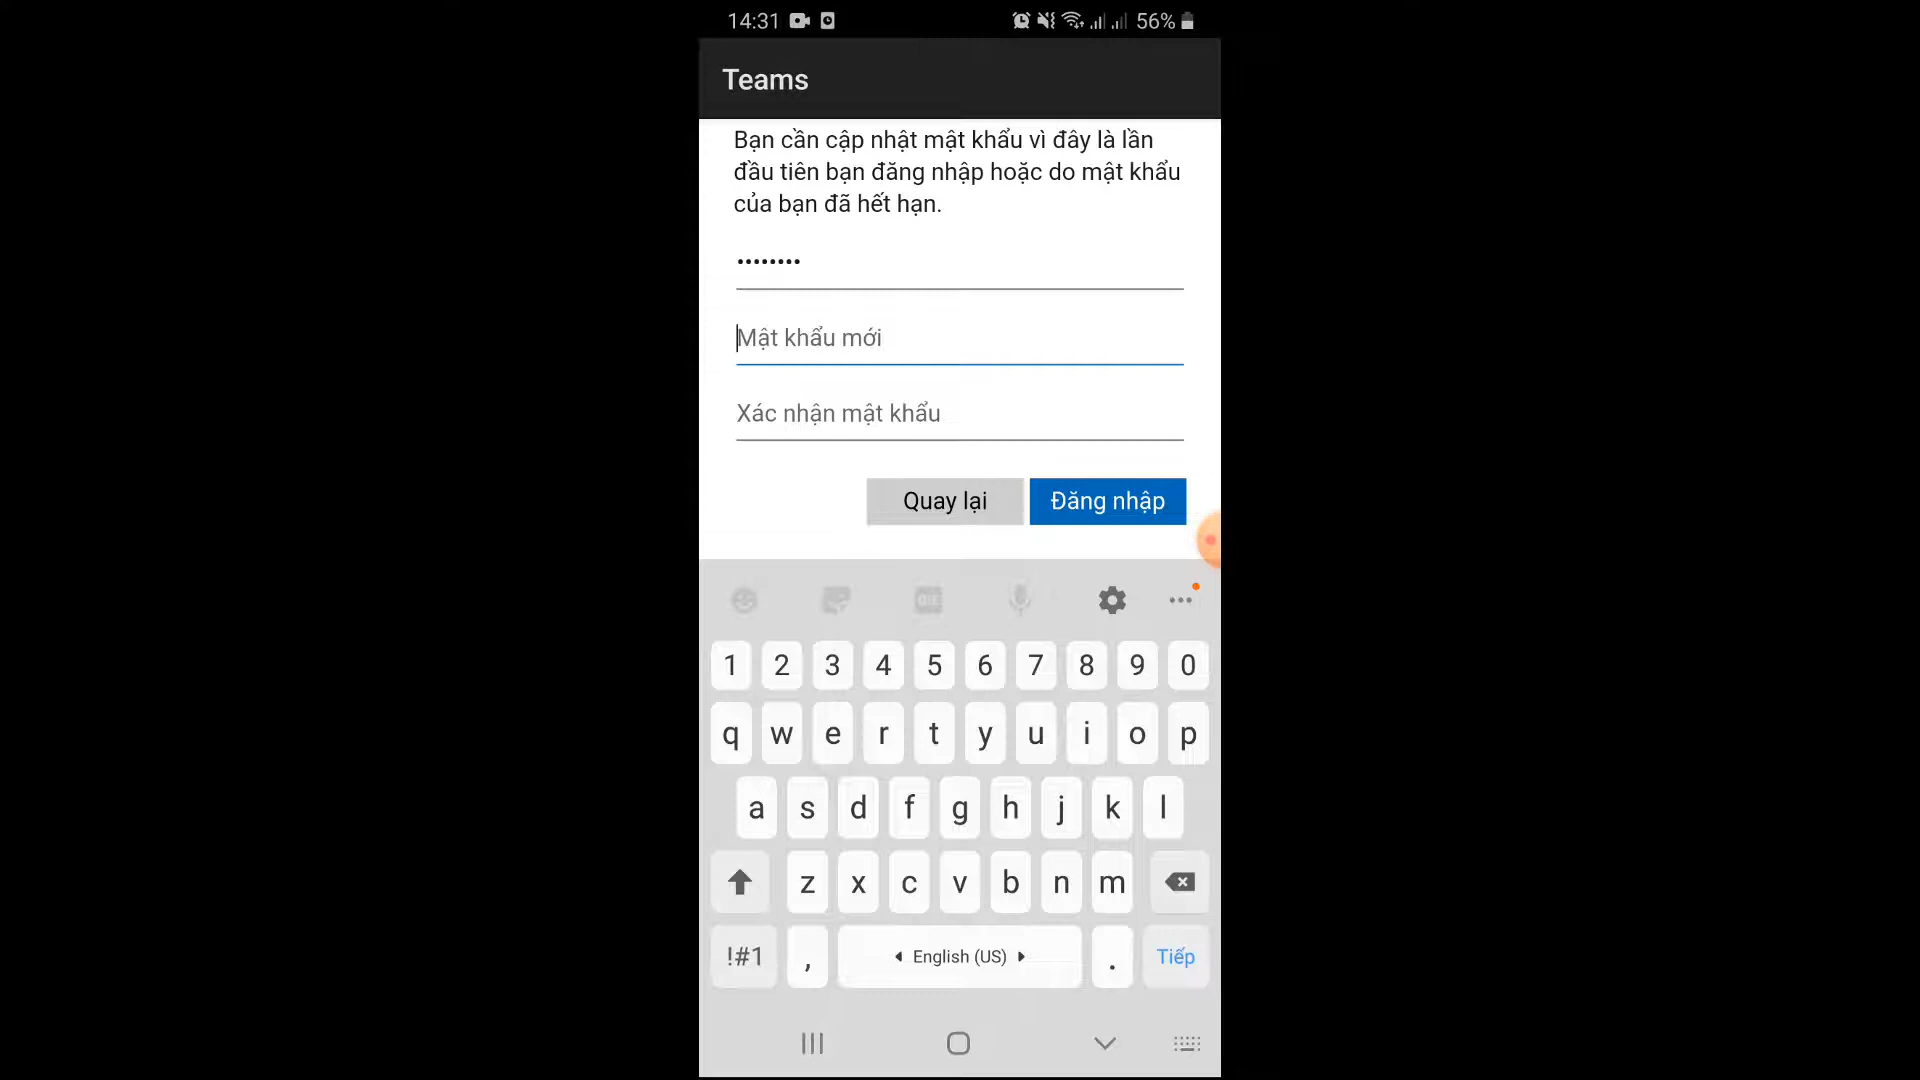 14:31 56%
Teams
Bạn cần cập nhật mật khẩu vì đây là lần
đầu tiên bạn đăng nhập hoặc do mật khẩu
của bạn đã hết hạn.
••••••••
Mật khẩu mới
Xác nhận mật khẩu
Quay lại Đăng nhập
GIF
1 2 3 4 5 6 7 8 9 0
q w e r t y u i o p
a s d f g h j k l
z x c v b n m
!#1 , English (US) . Tiếp